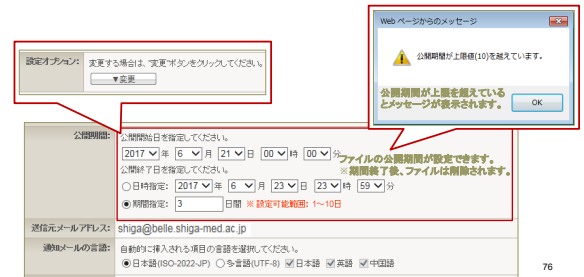 Web ページからのメッセージ
公開期間が上限値(10)を越えています。
公開期間が上限を越えている
とメッセージが表示されます。
OK
設定オプション:
変更する場合は、"変更"ボタンをクリックしてください。
▼変更
公開期間:
公開開始日を指定してください。
2017 年 6 月 21 日 00 時 00 分
ファイルの公開期間が設定できます。
公開終了日を指定してください。
※期間終了後、ファイルは削除されます。
日時指定: 2017 年 6 月 23 日 23 時 59 分
期間指定: 3 日間 ※ 設定可能範囲: 1～10日
送信元メールアドレス: shiga@belle.shiga-med.ac.jp
通知メールの言語: 自動的に挿入される項目の言語を選択してください。
日本語(ISO-2022-JP) 多言語(UTF-8) 日本語 英語 中国語
76